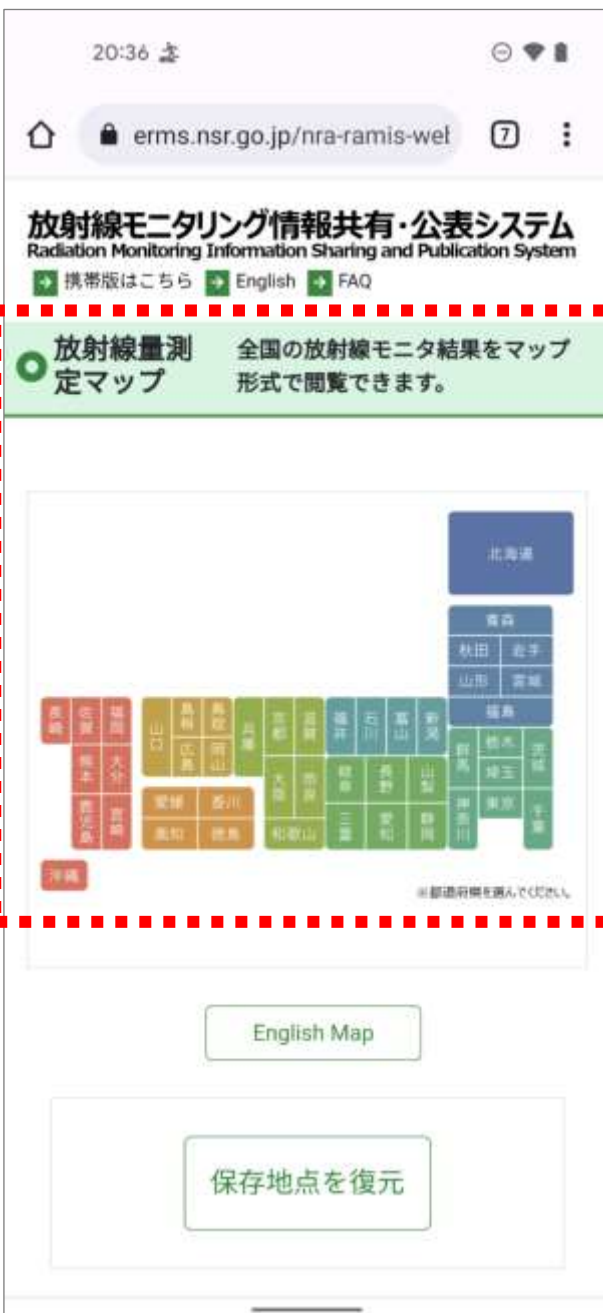 20:36
erms.nsr.go.jp/nra-ramis-wel
7
放射線モニタリング情報共有・公表システム
Radiation Monitoring Information Sharing and Publication System
携帯版はこちら English FAQ
放射線量測 全国の放射線モニタ結果をマップ
定マップ 形式で閲覧できます。
北海道
青森
秋田 岩手
山形 宮城
福島
長崎 佐賀 福岡 山口 島根 鳥取 兵庫 京都 滋賀 福井 石川 富山 新潟 群馬 栃木 茨城
熊本 大分 広島 岡山 大阪 奈良 岐阜 長野 山梨 埼玉
鹿児島 宮崎 愛媛 香川 三重 愛知 静岡 神奈川 東京 千葉
高知 徳島 和歌山
沖縄
※都道府県を選んでください。
English Map
保存地点を復元